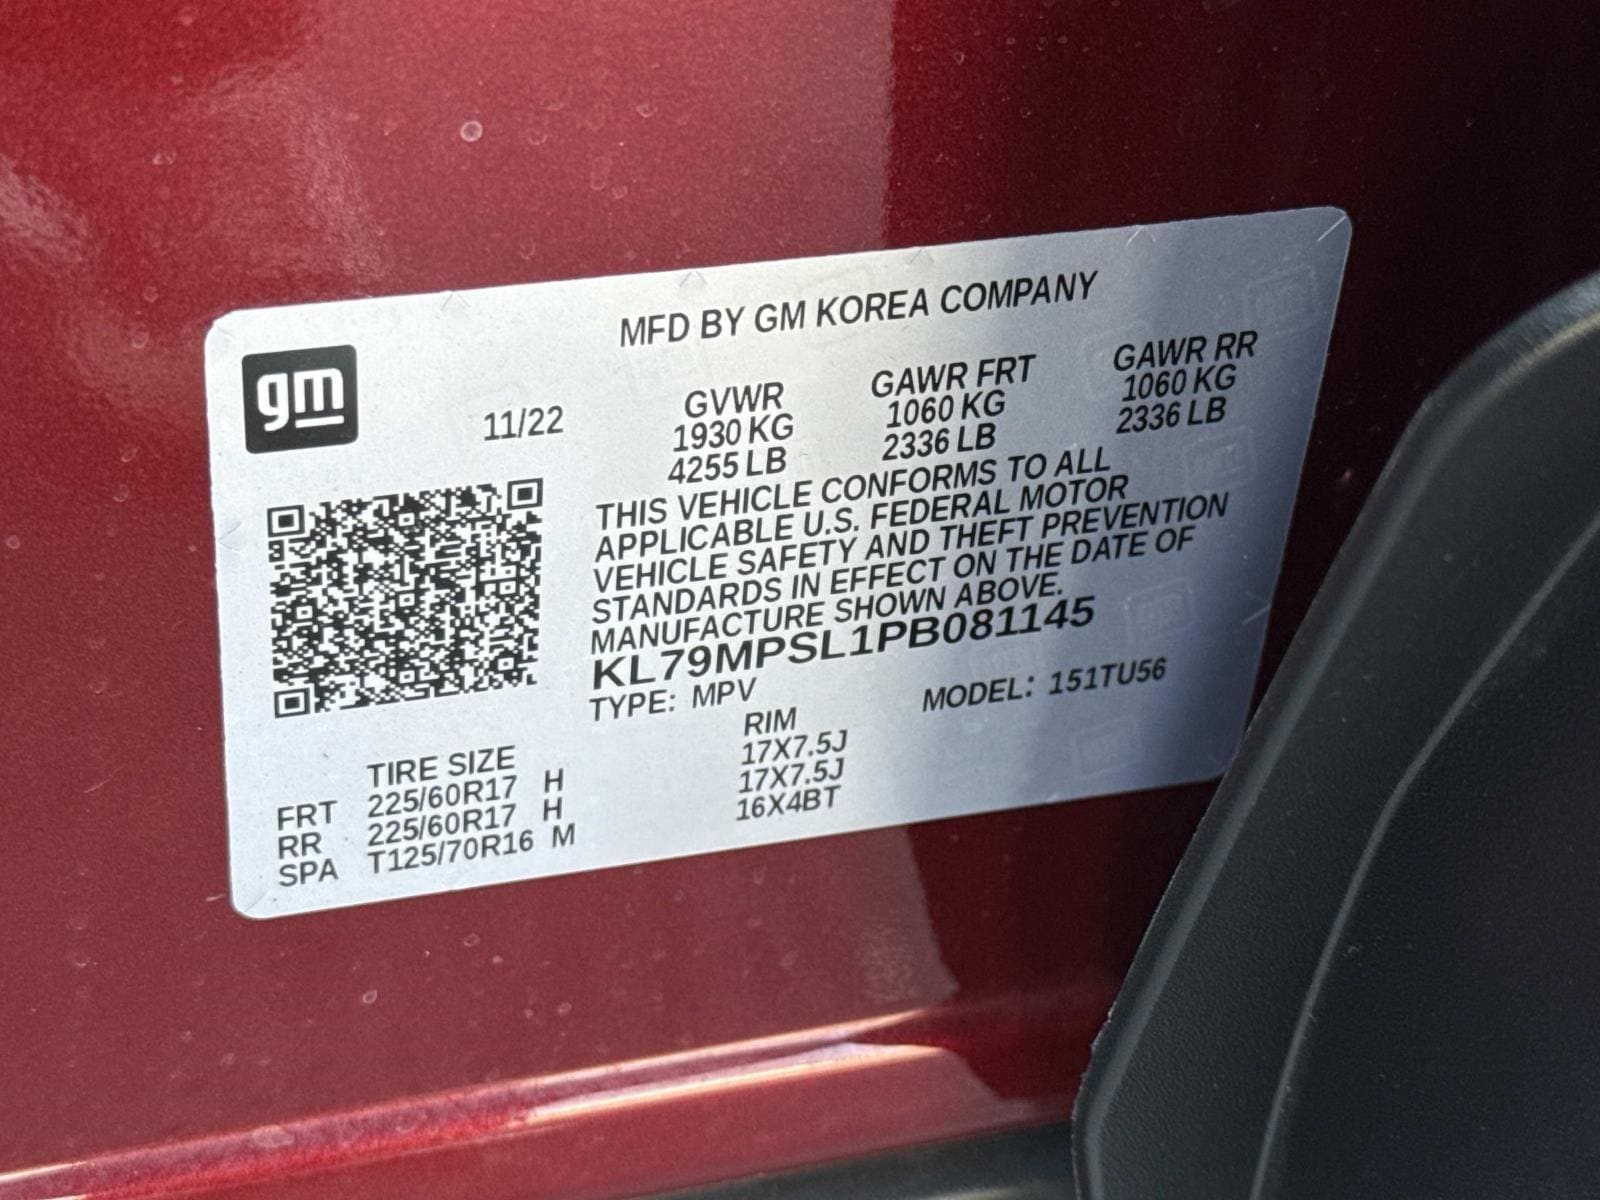 MFD BY GM KOREA COMPANY
gm
11/22
GVWR
1930 KG
4255 LB
GAWR FRT
1060 KG
2336 LB
GAWR RR
1060 KG
2336 LB
THIS VEHICLE CONFORMS TO ALL
APPLICABLE U.S. FEDERAL MOTOR
VEHICLE SAFETY AND THEFT PREVENTION
STANDARDS IN EFFECT ON THE DATE OF
MANUFACTURE SHOWN ABOVE.
KL79MPSL1PB081145
TYPE: MPV MODEL: 151TU56
TIRE SIZE RIM
FRT 225/60R17 H 17X7.5J
RR 225/60R17 H 17X7.5J
SPA T125/70R16 M 16X4BT